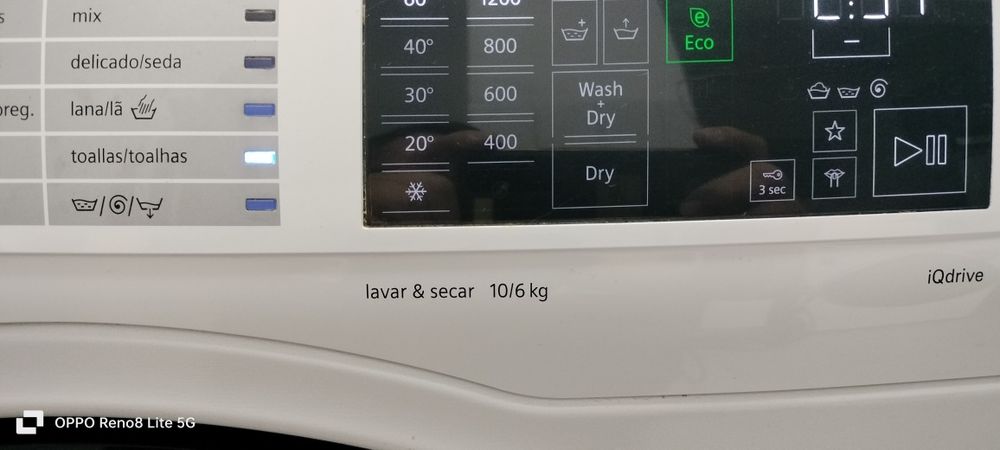 mix
delicado/seda
lana/lã
toallas/toalhas
40°
30°
20°
800
600
400
Wash
+
Dry
Dry
e
Eco
3 sec
lavar & secar 10/6 kg
iQdrive
OPPO Reno8 Lite 5G